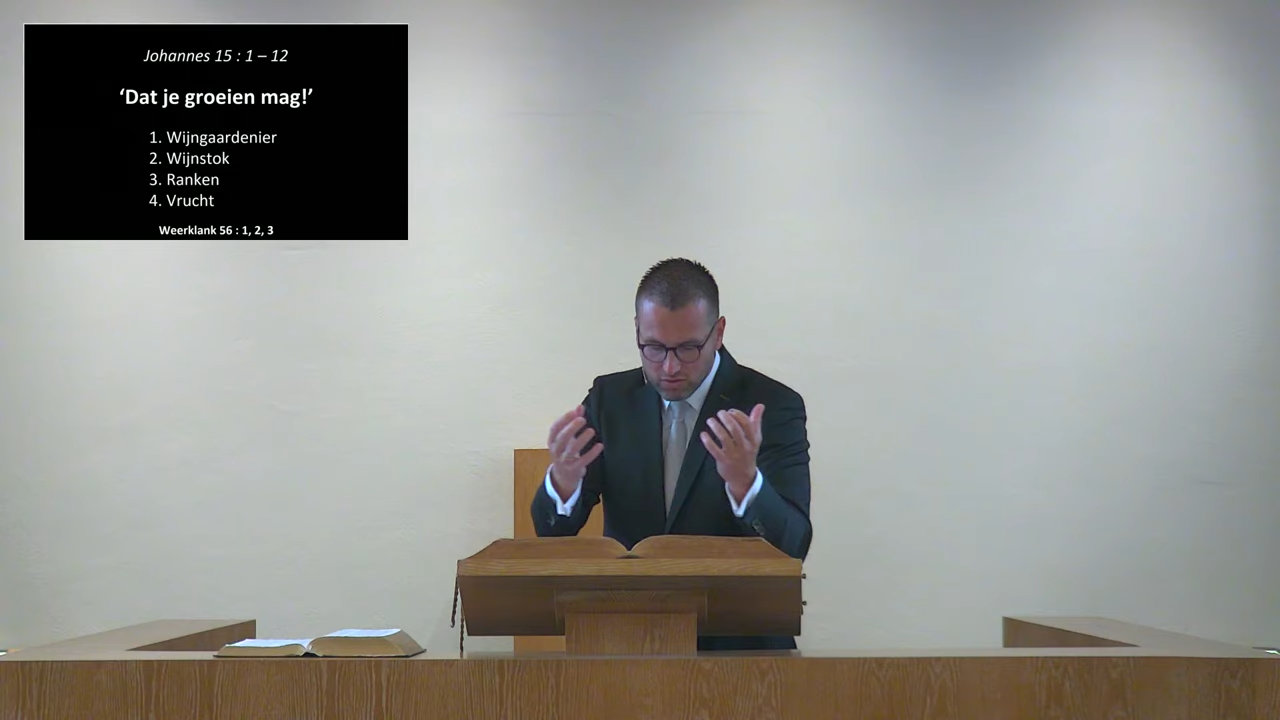 Johannes 15 : 1 – 12
‘Dat je groeien mag!’
1. Wijngaardenier
2. Wijnstok
3. Ranken
4. Vrucht
Weerklank 56 : 1, 2, 3